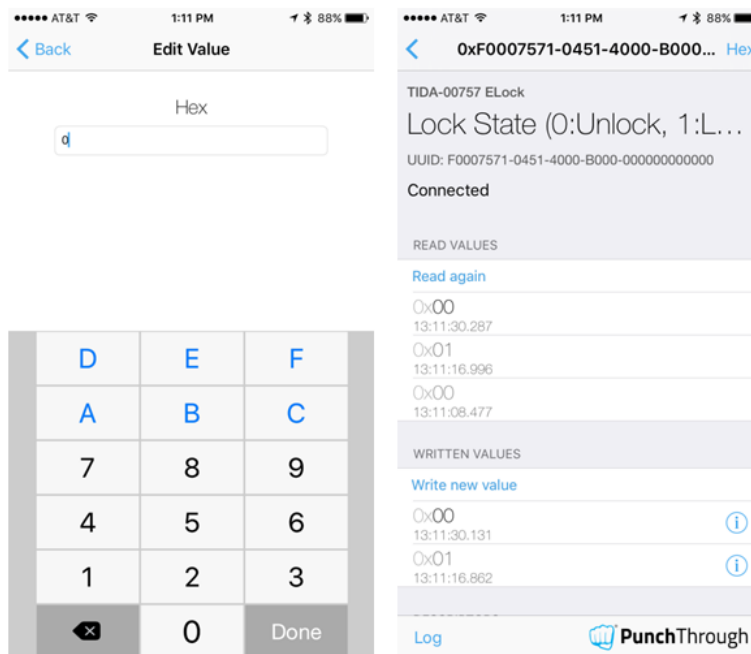 AT&T 1:11 PM 88%
Back Edit Value
Hex
0
D E F
A B C
7 8 9
4 5 6
1 2 3
0 Done
AT&T 1:11 PM 88%
0xF0007571-0451-4000-B000... Hex
TIDA-00757 ELock
Lock State (0:Unlock, 1:L...
UUID: F0007571-0451-4000-B000-000000000000
Connected
READ VALUES
Read again
0x00
13:11:30.287
0x01
13:11:16.996
0x00
13:11:08.477
WRITTEN VALUES
Write new value
0x00
13:11:30.131
0x01
13:11:16.862
Log PunchThrough